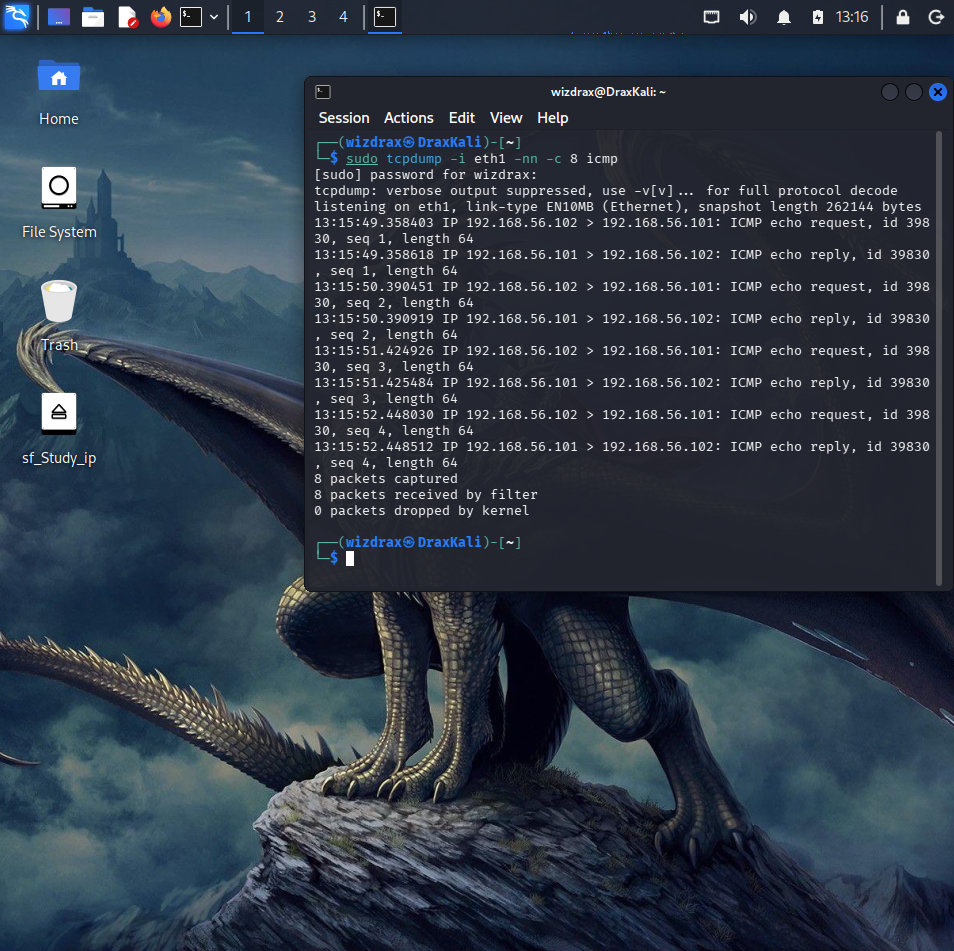 1 2 3 4 13:16
Home
File System
Trash
sf_Study_ip
wizdrax@DraxKali: ~
Session Actions Edit View Help
┌──(wizdrax㉿DraxKali)-[~]
└─$ sudo tcpdump -i eth1 -nn -c 8 icmp
[sudo] password for wizdrax:
tcpdump: verbose output suppressed, use -v[v]... for full protocol decode
listening on eth1, link-type EN10MB (Ethernet), snapshot length 262144 bytes
13:15:49.358403 IP 192.168.56.102 > 192.168.56.101: ICMP echo request, id 398
30, seq 1, length 64
13:15:49.358618 IP 192.168.56.101 > 192.168.56.102: ICMP echo reply, id 39830
, seq 1, length 64
13:15:50.390451 IP 192.168.56.102 > 192.168.56.101: ICMP echo request, id 398
30, seq 2, length 64
13:15:50.390919 IP 192.168.56.101 > 192.168.56.102: ICMP echo reply, id 39830
, seq 2, length 64
13:15:51.424926 IP 192.168.56.102 > 192.168.56.101: ICMP echo request, id 398
30, seq 3, length 64
13:15:51.425484 IP 192.168.56.101 > 192.168.56.102: ICMP echo reply, id 39830
, seq 3, length 64
13:15:52.448030 IP 192.168.56.102 > 192.168.56.101: ICMP echo request, id 398
30, seq 4, length 64
13:15:52.448512 IP 192.168.56.101 > 192.168.56.102: ICMP echo reply, id 39830
, seq 4, length 64
8 packets captured
8 packets received by filter
0 packets dropped by kernel
┌──(wizdrax㉿DraxKali)-[~]
└─$